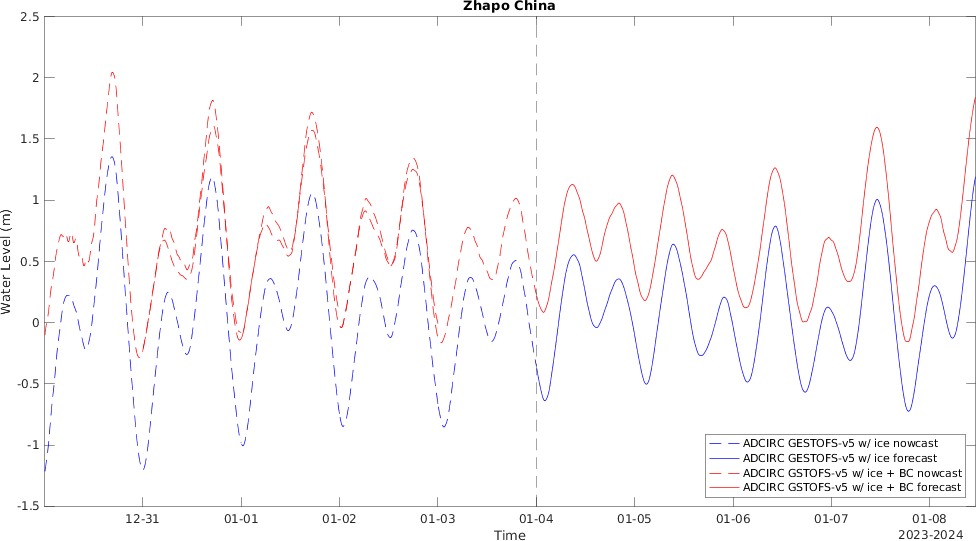 Zhapo China
2.5
2
1.5
1
0.5
0
-0.5
-1
-1.5
Water Level (m)
ADCIRC GESTOFS-v5 w/ ice nowcast
ADCIRC GESTOFS-v5 w/ ice forecast
ADCIRC GSTOFS-v5 w/ ice + BC nowcast
ADCIRC GSTOFS-v5 w/ ice + BC forecast
12-31 01-01 01-02 01-03 01-04 01-05 01-06 01-07 01-08
Time
2023-2024